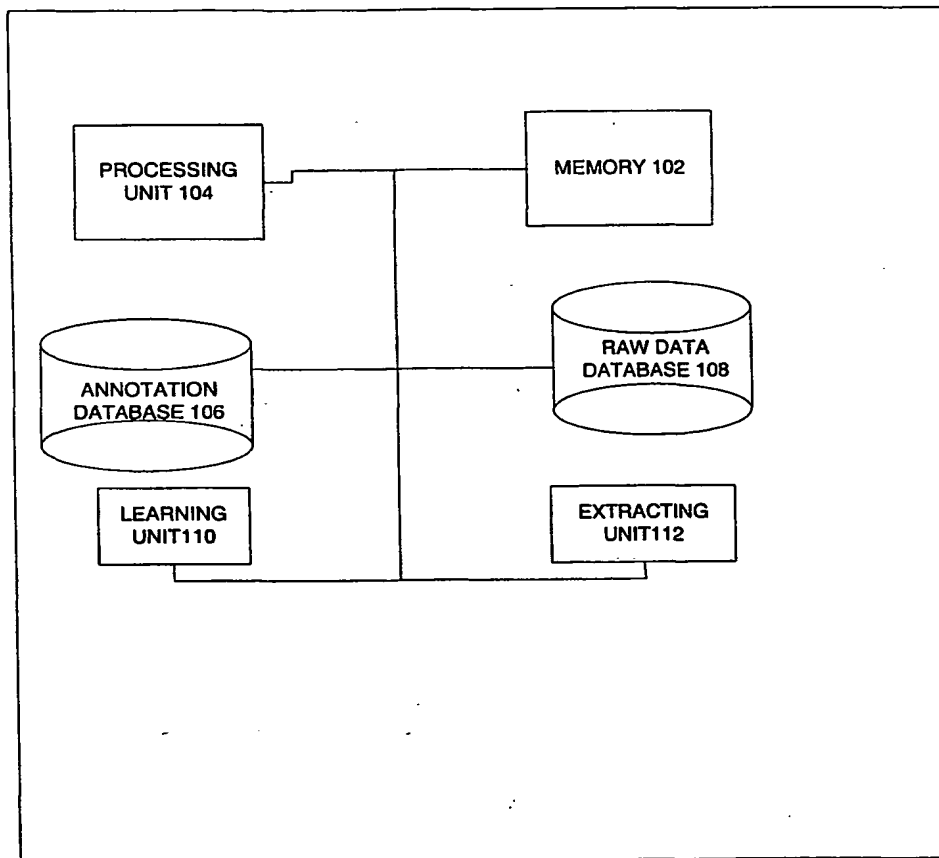 PROCESSING
UNIT 104
MEMORY 102
ANNOTATION
DATABASE 106
RAW DATA
DATABASE 108
LEARNING
UNIT110
EXTRACTING
UNIT112